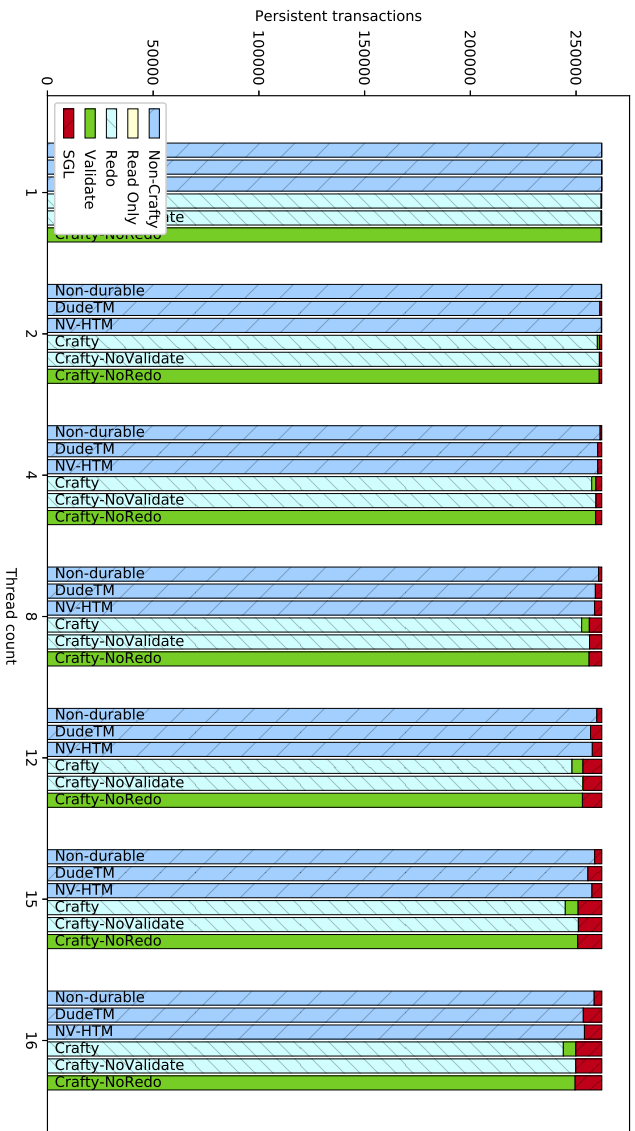 Persistent transactions
0
50000
100000
150000
200000
250000
Non-Crafty
Read Only
Redo
Validate
SGL
ate
Crafty-NoRedo
1
Non-durable
DudeTM
NV-HTM
Crafty
Crafty-NoValidate
Crafty-NoRedo
2
Non-durable
DudeTM
NV-HTM
Crafty
Crafty-NoValidate
Crafty-NoRedo
4
Non-durable
DudeTM
NV-HTM
Crafty
Crafty-NoValidate
Crafty-NoRedo
8
Non-durable
DudeTM
NV-HTM
Crafty
Crafty-NoValidate
Crafty-NoRedo
12
Non-durable
DudeTM
NV-HTM
Crafty
Crafty-NoValidate
Crafty-NoRedo
15
Non-durable
DudeTM
NV-HTM
Crafty
Crafty-NoValidate
Crafty-NoRedo
16
Thread count